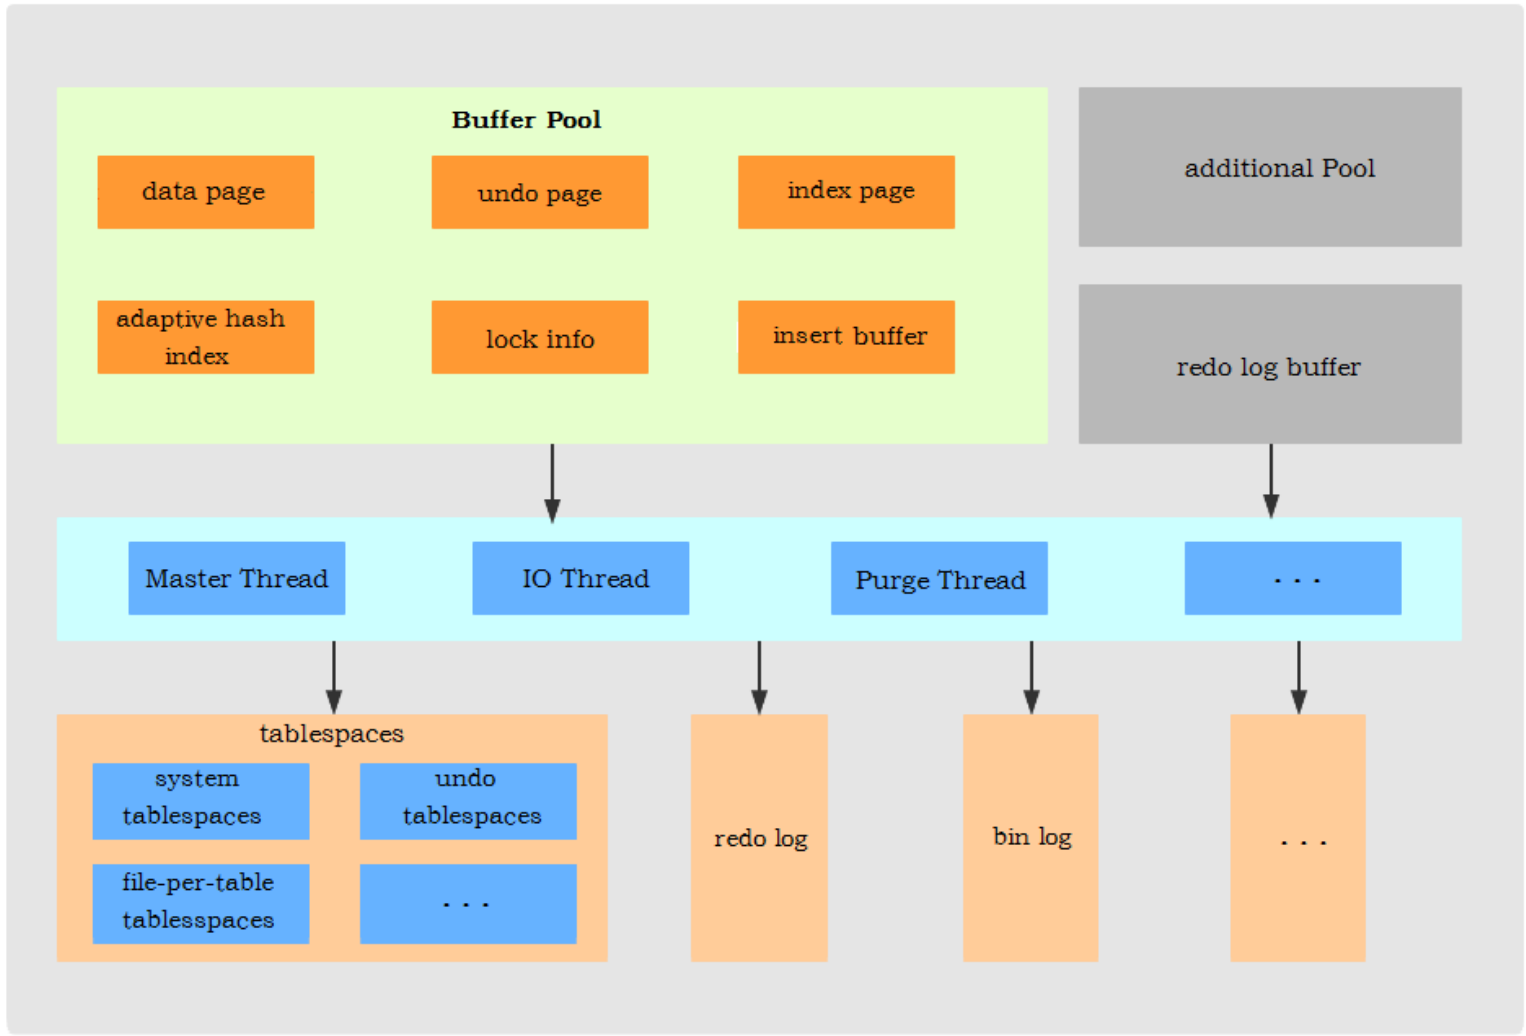 Buffer Pool
data page
undo page
index page
additional Pool
adaptive hash
index
lock info
insert buffer
redo log buffer
Master Thread
IO Thread
Purge Thread
...
tablespaces
system
tablespaces
undo
tablespaces
file-per-table
tablesspaces
...
redo log
bin log
...